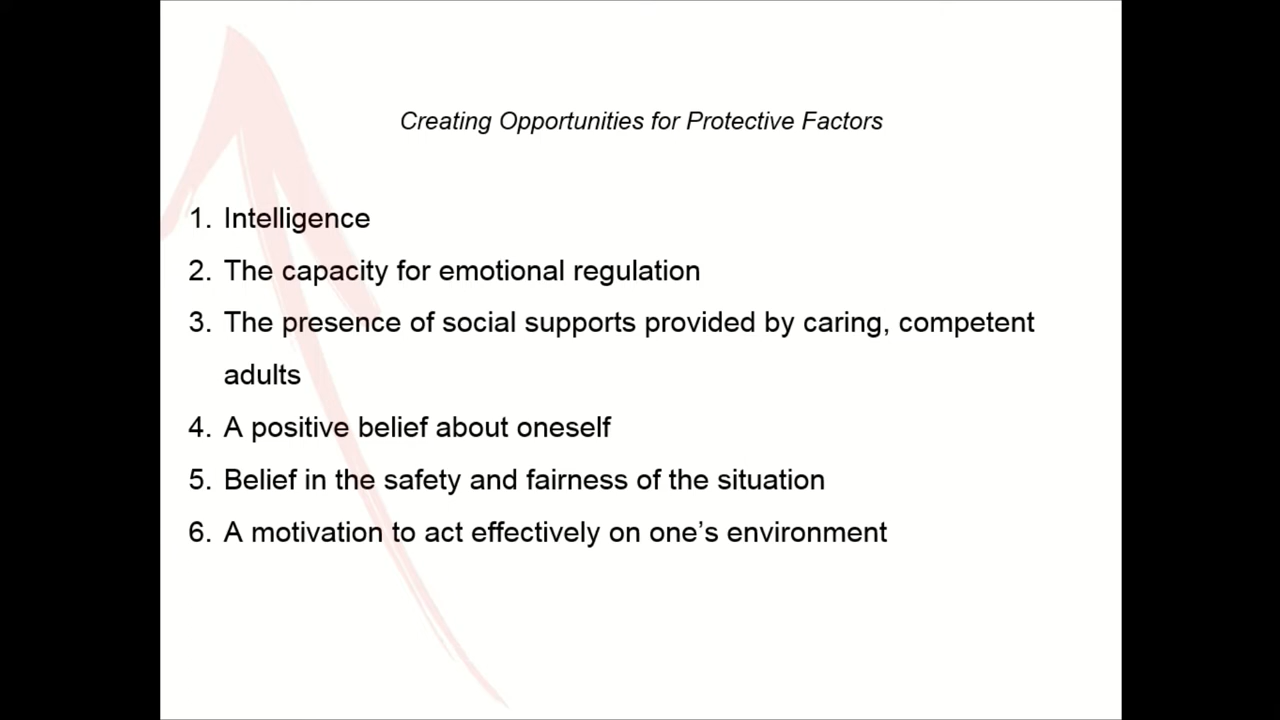 Creating Opportunities for Protective Factors
1. Intelligence
2. The capacity for emotional regulation
3. The presence of social supports provided by caring, competent
adults
4. A positive belief about oneself
5. Belief in the safety and fairness of the situation
6. A motivation to act effectively on one’s environment